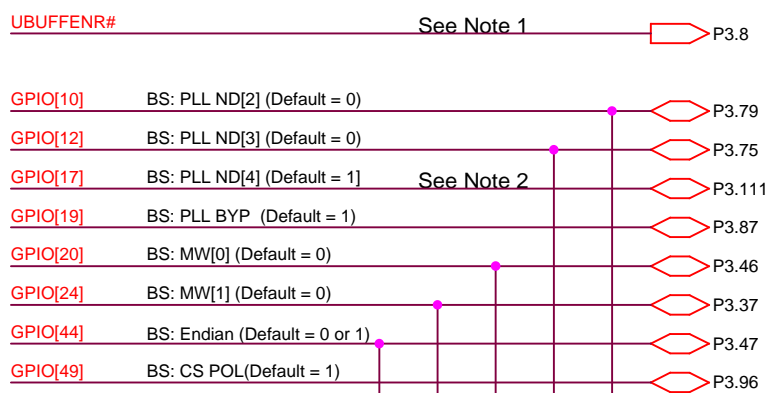 UBUFFENR# See Note 1 P3.8
GPIO[10] BS: PLL ND[2] (Default = 0) P3.79
GPIO[12] BS: PLL ND[3] (Default = 0) P3.75
GPIO[17] BS: PLL ND[4] (Default = 1] See Note 2 P3.111
GPIO[19] BS: PLL BYP (Default = 1) P3.87
GPIO[20] BS: MW[0] (Default = 0) P3.46
GPIO[24] BS: MW[1] (Default = 0) P3.37
GPIO[44] BS: Endian (Default = 0 or 1) P3.47
GPIO[49] BS: CS POL(Default = 1) P3.96